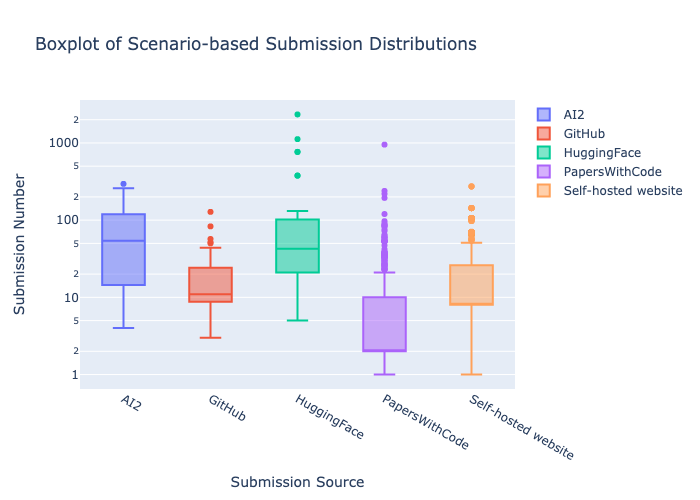 Boxplot of Scenario-based Submission Distributions
2
1000
5
2
100
5
2
10
5
2
1
Submission Number
AI2
GitHub
HuggingFace
PapersWithCode
Self-hosted website
Submission Source
AI2
GitHub
HuggingFace
PapersWithCode
Self-hosted website